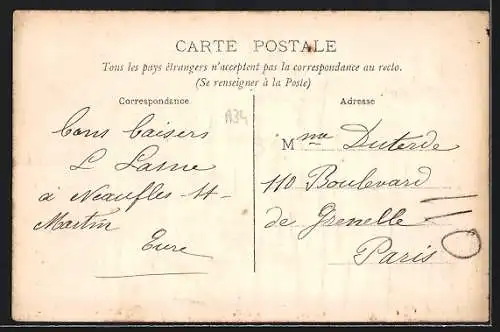 CARTE POSTALE
Tous les pays étrangers n'acceptent pas la correspondance au recto.
(Se renseigner à la Poste)
Correspondance
Bons Baisers
L Lasne
à Neaufles-St-
Martin
Eure
A34
Adresse
Mme Duterde
110 Boulevard
de Grenelle
Paris
110